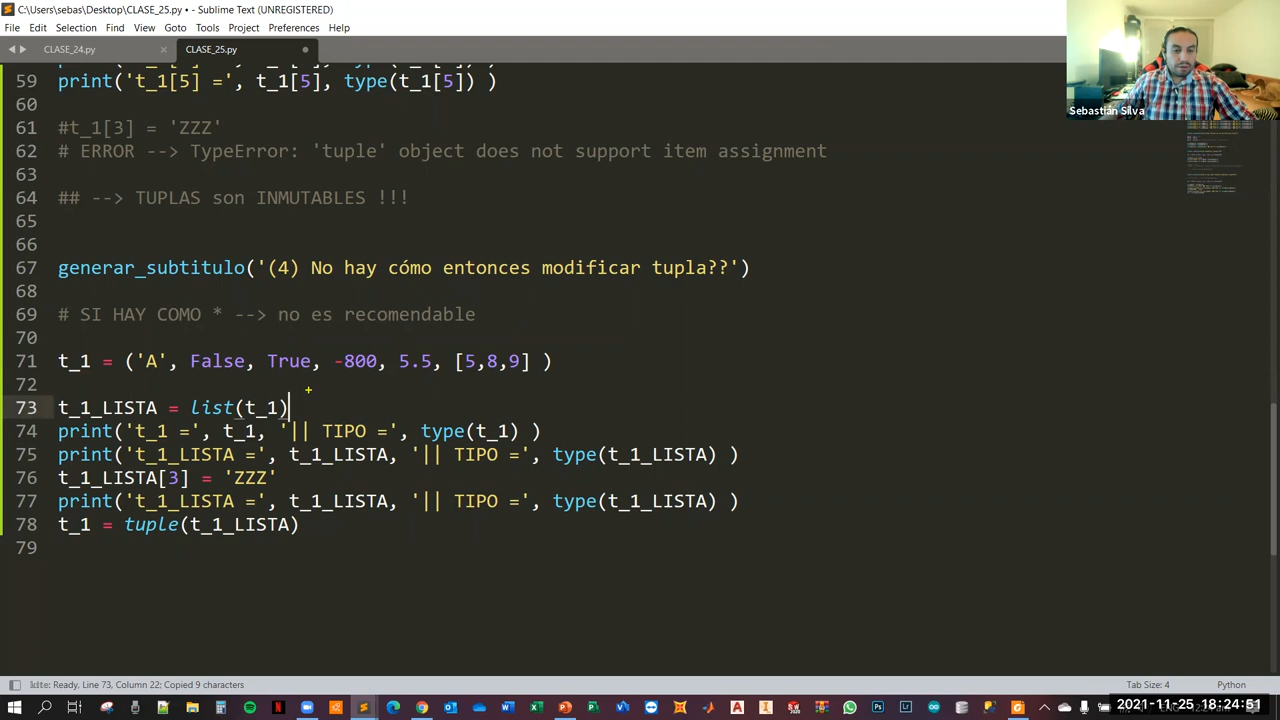 C:\Users\sebas\Desktop\CLASE_25.py • - Sublime Text (UNREGISTERED)
File Edit Selection Find View Goto Tools Project Preferences Help
CLASE_24.py CLASE_25.py
Sebastián Silva
59 print('t_1[5] =', t_1[5], type(t_1[5]) )
60
61 #t_1[3] = 'ZZZ'
62 # ERROR --> TypeError: 'tuple' object does not support item assignment
63
64 ## --> TUPLAS son INMUTABLES !!!
65
66
67 generar_subtitulo('(4) No hay cómo entonces modificar tupla??')
68
69 # SI HAY COMO * --> no es recomendable
70
71 t_1 = ('A', False, True, -800, 5.5, [5,8,9] )
72
73 t_1_LISTA = list(t_1)
74 print('t_1 =', t_1, '|| TIPO =', type(t_1) )
75 print('t_1_LISTA =', t_1_LISTA, '|| TIPO =', type(t_1_LISTA) )
76 t_1_LISTA[3] = 'ZZZ'
77 print('t_1_LISTA =', t_1_LISTA, '|| TIPO =', type(t_1_LISTA) )
78 t_1 = tuple(t_1_LISTA)
79
kite: Ready, Line 73, Column 22; Copied 9 characters Tab Size: 4 Python
2021-11-25 18:24:51